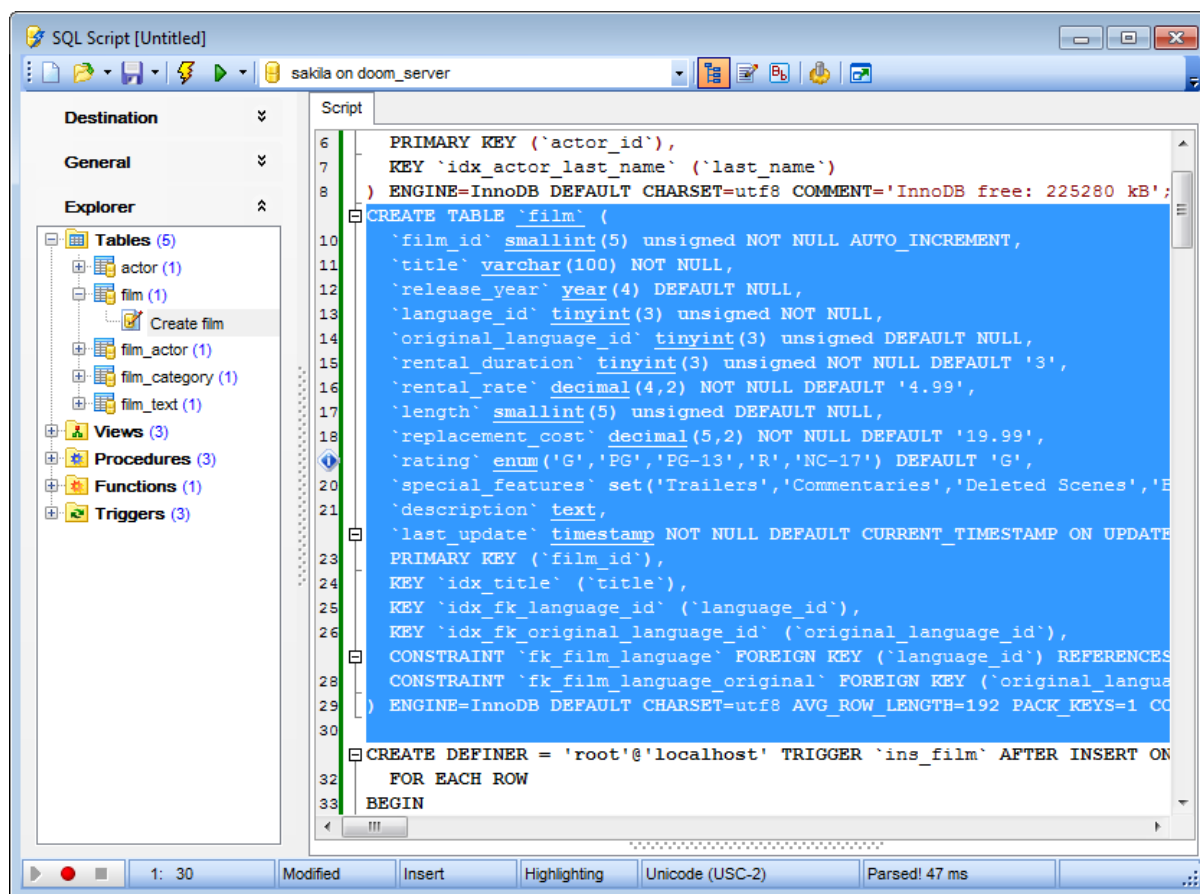 SQL Script [Untitled]
sakila on doom_server
Destination
General
Explorer
Tables (5)
actor (1)
film (1)
Create film
film_actor (1)
film_category (1)
film_text (1)
Views (3)
Procedures (3)
Functions (1)
Triggers (3)
Script
6 PRIMARY KEY (`actor_id`),
7 KEY `idx_actor_last_name` (`last_name`)
8 ) ENGINE=InnoDB DEFAULT CHARSET=utf8 COMMENT='InnoDB free: 225280 kB';
CREATE TABLE `film` (
10 `film_id` smallint(5) unsigned NOT NULL AUTO_INCREMENT,
11 `title` varchar(100) NOT NULL,
12 `release_year` year(4) DEFAULT NULL,
13 `language_id` tinyint(3) unsigned NOT NULL,
14 `original_language_id` tinyint(3) unsigned DEFAULT NULL,
15 `rental_duration` tinyint(3) unsigned NOT NULL DEFAULT '3',
16 `rental_rate` decimal(4,2) NOT NULL DEFAULT '4.99',
17 `length` smallint(5) unsigned DEFAULT NULL,
18 `replacement_cost` decimal(5,2) NOT NULL DEFAULT '19.99',
`rating` enum('G','PG','PG-13','R','NC-17') DEFAULT 'G',
20 `special_features` set('Trailers','Commentaries','Deleted Scenes','B
21 `description` text,
`last_update` timestamp NOT NULL DEFAULT CURRENT_TIMESTAMP ON UPDATE
23 PRIMARY KEY (`film_id`),
24 KEY `idx_title` (`title`),
25 KEY `idx_fk_language_id` (`language_id`),
26 KEY `idx_fk_original_language_id` (`original_language_id`),
CONSTRAINT `fk_film_language` FOREIGN KEY (`language_id`) REFERENCES
28 CONSTRAINT `fk_film_language_original` FOREIGN KEY (`original_langua
29 ) ENGINE=InnoDB DEFAULT CHARSET=utf8 AVG_ROW_LENGTH=192 PACK_KEYS=1 CO
30
CREATE DEFINER = 'root'@'localhost' TRIGGER `ins_film` AFTER INSERT ON
32 FOR EACH ROW
33 BEGIN
1: 30
Modified
Insert
Highlighting
Unicode (USC-2)
Parsed! 47 ms